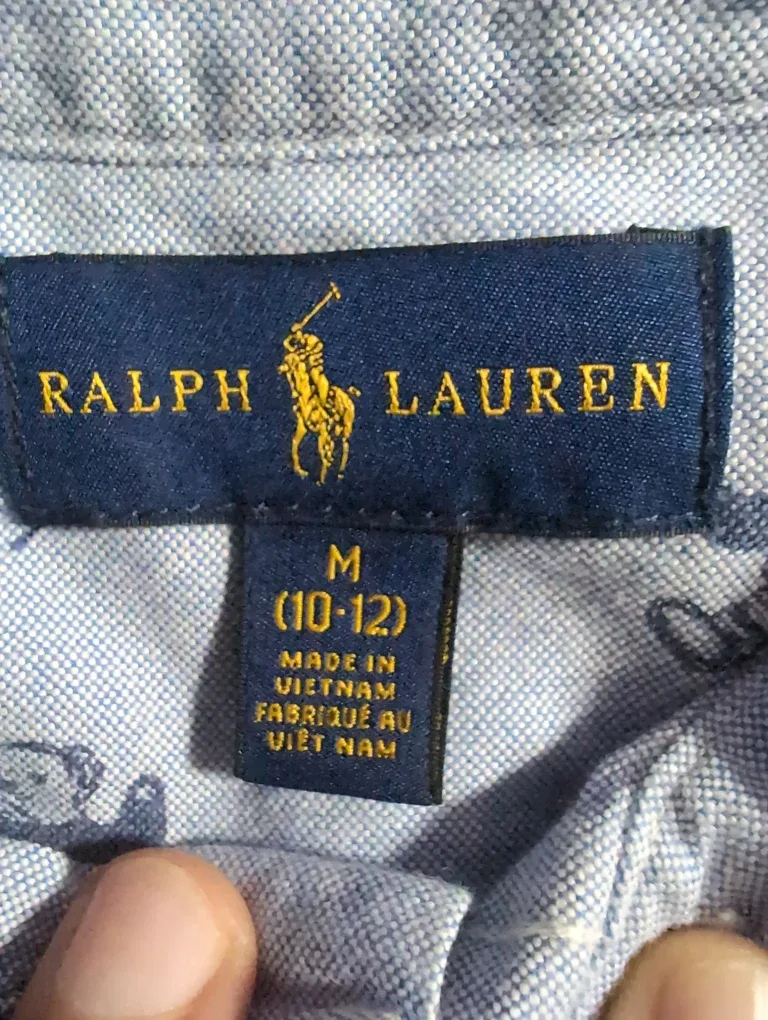 RALPH LAUREN
M
(10-12)
MADE IN
VIETNAM
FABRIQUÉ AU
VIÊT NAM